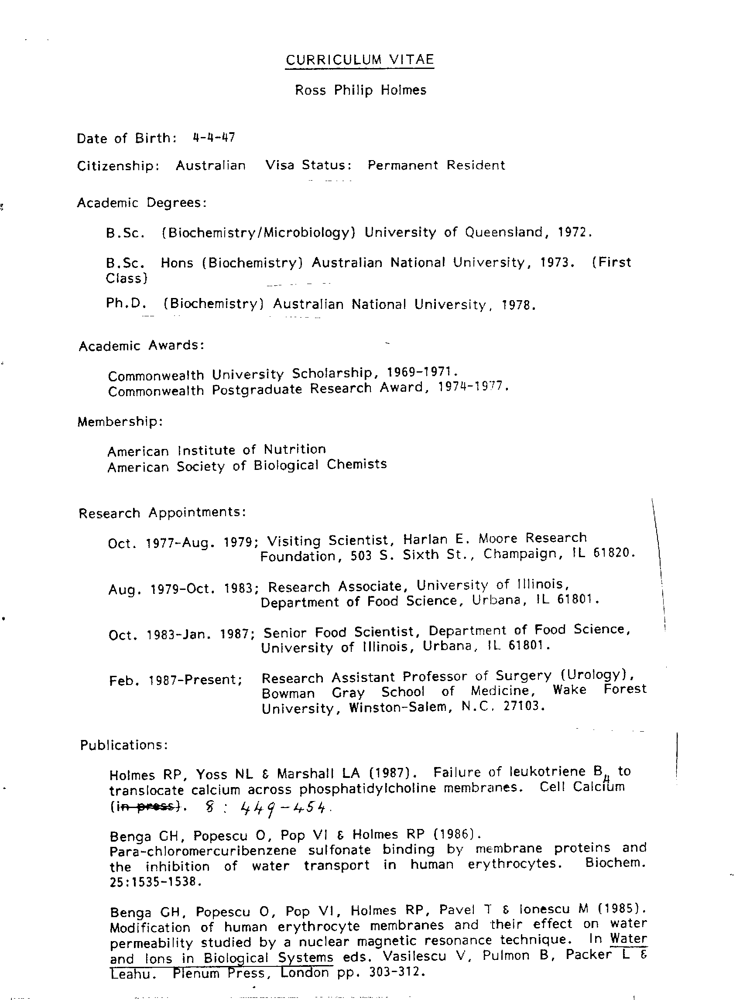 CURRICULUM VITAE
Ross Philip Holmes
Date of Birth: 4-4-47
Citizenship: Australian Visa Status: Permanent Resident
Academic Degrees:
B.Sc. (Biochemistry/Microbiology) University of Queensland, 1972.
B.Sc. Hons (Biochemistry) Australian National University, 1973. (First
Class)
Ph.D. (Biochemistry) Australian National University, 1978.
Academic Awards:
Commonwealth University Scholarship, 1969-1971.
Commonwealth Postgraduate Research Award, 1974-1977.
Membership:
American Institute of Nutrition
American Society of Biological Chemists
Research Appointments:
Oct. 1977-Aug. 1979; Visiting Scientist, Harlan E. Moore Research
Foundation, 503 S. Sixth St., Champaign, IL 61820.
Aug. 1979-Oct. 1983; Research Associate, University of Illinois,
Department of Food Science, Urbana, IL 61801.
Oct. 1983-Jan. 1987; Senior Food Scientist, Department of Food Science,
University of Illinois, Urbana, IL 61801.
Feb. 1987-Present; Research Assistant Professor of Surgery (Urology),
Bowman Gray School of Medicine, Wake Forest
University, Winston-Salem, N.C. 27103.
Publications:
Holmes RP, Yoss NL & Marshall LA (1987). Failure of leukotriene B4 to
translocate calcium across phosphatidylcholine membranes. Cell Calcium
(in press). 8: 449-454.
Benga GH, Popescu O, Pop VI & Holmes RP (1986).
Para-chloromercuribenzene sulfonate binding by membrane proteins and
the inhibition of water transport in human erythrocytes. Biochem.
25:1535-1538.
Benga GH, Popescu O, Pop VI, Holmes RP, Pavel T & Ionescu M (1985).
Modification of human erythrocyte membranes and their effect on water
permeability studied by a nuclear magnetic resonance technique. In Water
and Ions in Biological Systems eds. Vasilescu V, Pulmon B, Packer L &
Leahu. Plenum Press, London pp. 303-312.